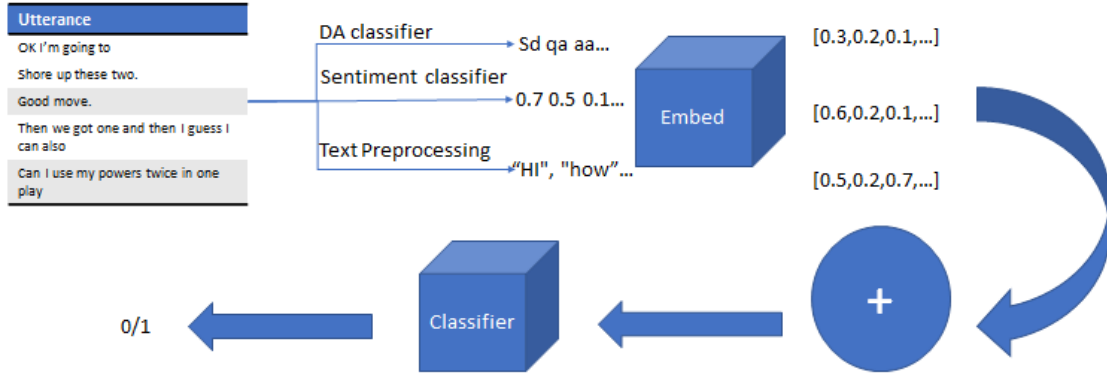 Utterance
OK I'm going to
Shore up these two.
Good move.
Then we got one and then I guess I
can also
Can I use my powers twice in one
play
DA classifier
Sd qa aa...
Sentiment classifier
0.7 0.5 0.1...
Text Preprocessing
“HI", "how”...
Embed
[0.3,0.2,0.1,...]
[0.6,0.2,0.1,...]
[0.5,0.2,0.7,...]
+
Classifier
0/1